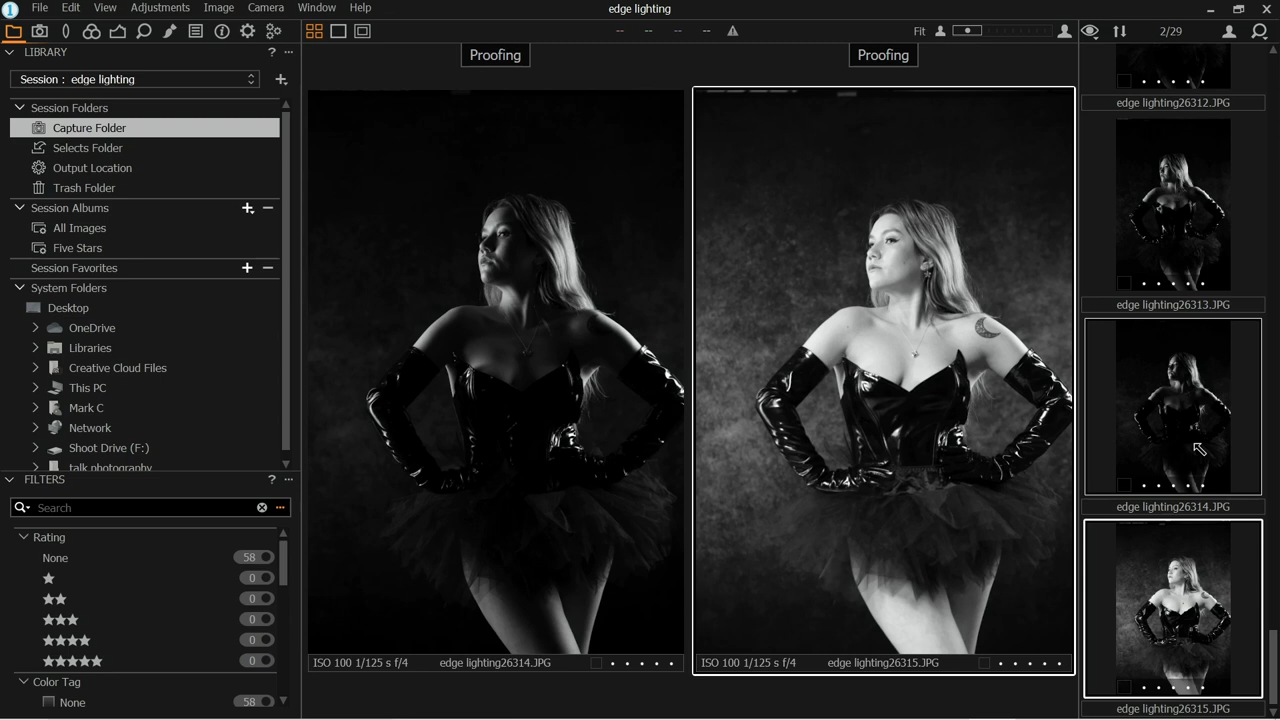 1 File Edit View Adjustments Image Camera Window Help edge lighting
-- -- -- -- Fit 2/29
LIBRARY ? ...
Session : edge lighting
Session Folders
Capture Folder
Selects Folder
Output Location
Trash Folder
Session Albums
All Images
Five Stars
Session Favorites
System Folders
Desktop
OneDrive
Libraries
Creative Cloud Files
This PC
Mark C
Network
Shoot Drive (F:)
talk photography
FILTERS ? ...
Search
Rating
None 58
0
0
0
0
0
Color Tag
None 58
Proofing
Proofing
ISO 100 1/125 s f/4 edge lighting26314.JPG
ISO 100 1/125 s f/4 edge lighting26315.JPG
edge lighting26312.JPG
edge lighting26313.JPG
edge lighting26314.JPG
edge lighting26315.JPG